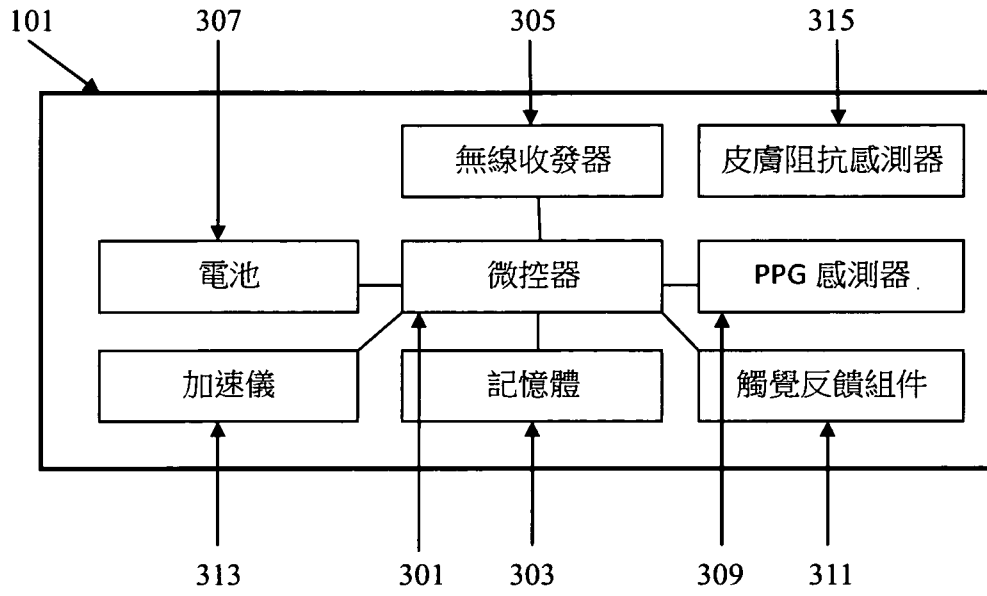 101 307 305 315
無線收發器 皮膚阻抗感測器
電池 微控器 PPG 感測器
加速儀 記憶體 觸覺反饋組件
313 301 303 309 311